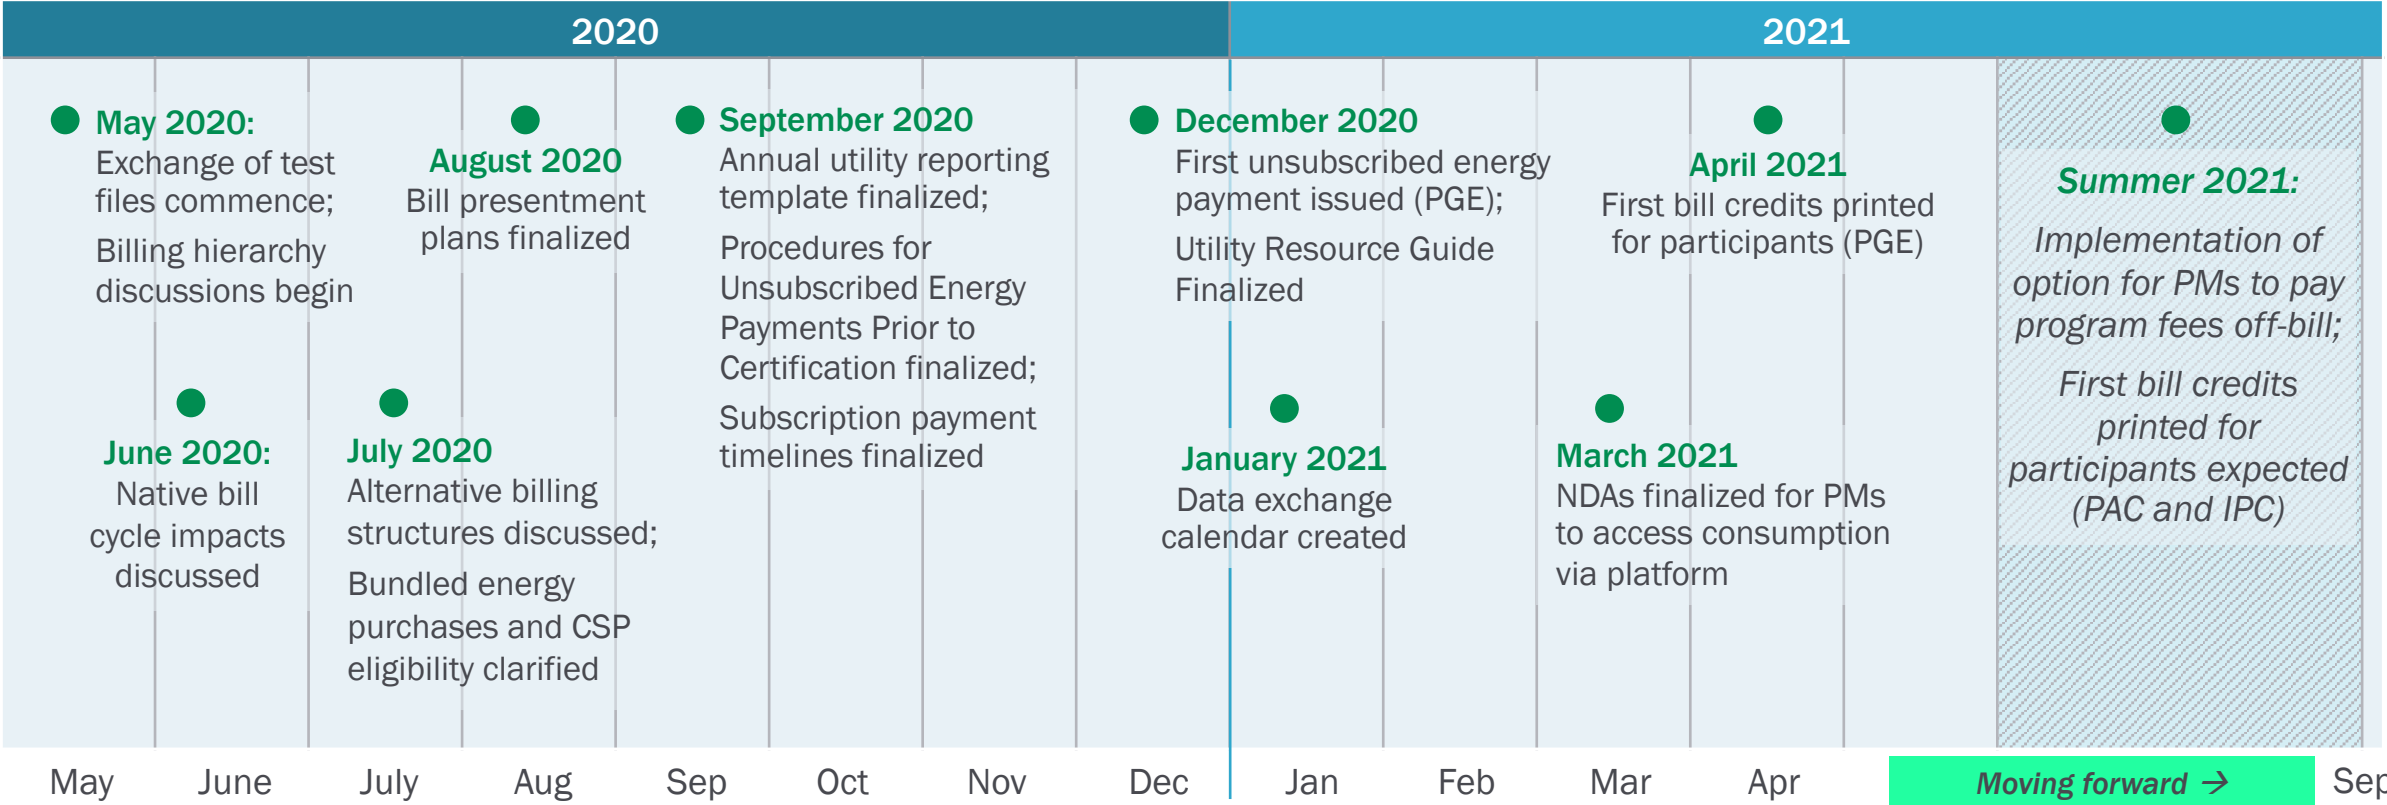 2020
2021
May 2020:
Exchange of test
files commence;
Billing hierarchy
discussions begin
June 2020:
Native bill
cycle impacts
discussed
July 2020
Alternative billing
structures discussed;
Bundled energy
purchases and CSP
eligibility clarified
August 2020
Bill presentment
plans finalized
September 2020
Annual utility reporting
template finalized;
Procedures for
Unsubscribed Energy
Payments Prior to
Certification finalized;
Subscription payment
timelines finalized
December 2020
First unsubscribed energy
payment issued (PGE);
Utility Resource Guide
Finalized
January 2021
Data exchange
calendar created
March 2021
NDAs finalized for PMs
to access consumption
via platform
April 2021
First bill credits printed
for participants (PGE)
Summer 2021:
Implementation of
option for PMs to pay
program fees off-bill;
First bill credits
printed for
participants expected
(PAC and IPC)
May
June
July
Aug
Sep
Oct
Nov
Dec
Jan
Feb
Mar
Apr
Moving forward →
Sep